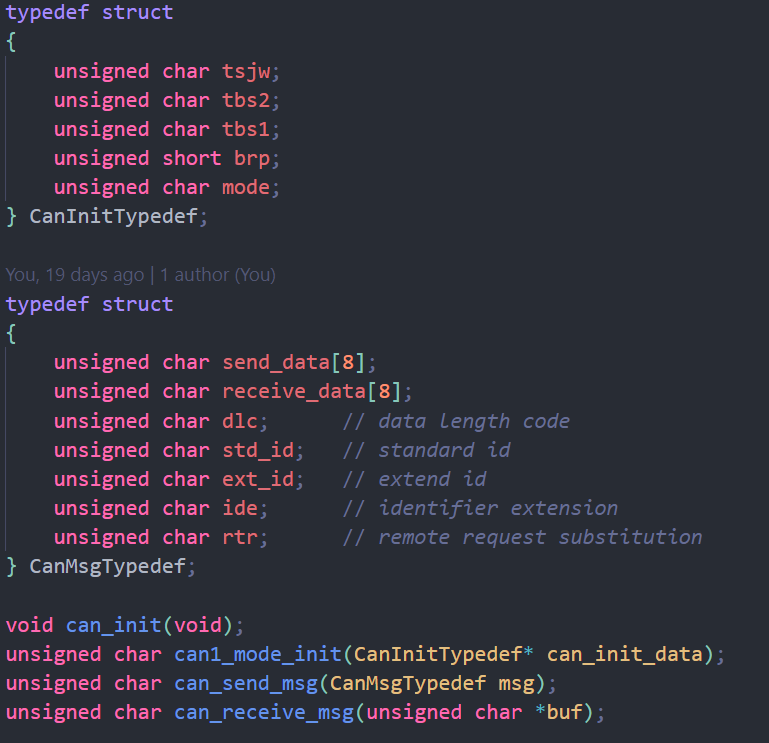 typedef struct
{
    unsigned char tsjw;
    unsigned char tbs2;
    unsigned char tbs1;
    unsigned short brp;
    unsigned char mode;
} CanInitTypedef;

You, 19 days ago | 1 author (You)
typedef struct
{
    unsigned char send_data[8];
    unsigned char receive_data[8];
    unsigned char dlc;      // data length code
    unsigned char std_id;   // standard id
    unsigned char ext_id;   // extend id
    unsigned char ide;      // identifier extension
    unsigned char rtr;      // remote request substitution
} CanMsgTypedef;

void can_init(void);
unsigned char can1_mode_init(CanInitTypedef* can_init_data);
unsigned char can_send_msg(CanMsgTypedef msg);
unsigned char can_receive_msg(unsigned char *buf);